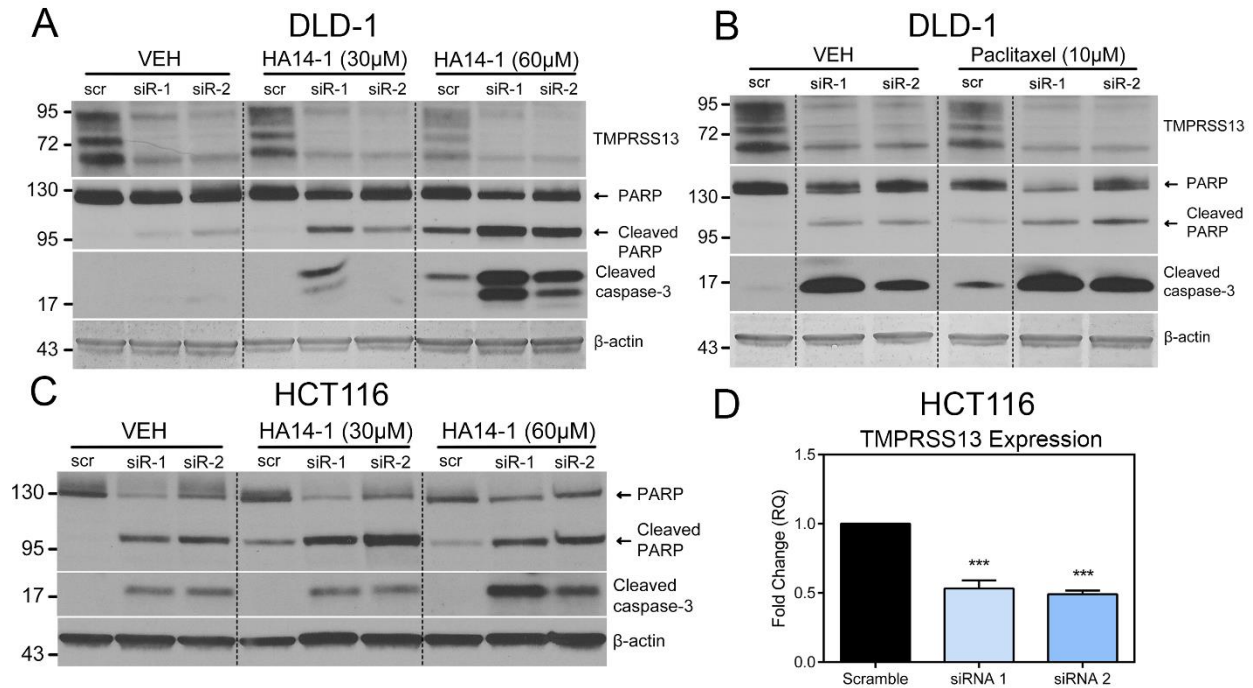 A
DLD-1
VEH
HA14-1 (30µM)
HA14-1 (60µM)
scr siR-1 siR-2 scr siR-1 siR-2 scr siR-1 siR-2
95
72
TMPRSS13
130
← PARP
95
← Cleaved
PARP
Cleaved
caspase-3
17
β-actin
43
B
DLD-1
VEH
Paclitaxel (10µM)
scr siR-1 siR-2 scr siR-1 siR-2
95
72
TMPRSS13
130
← PARP
← Cleaved
PARP
95
17
Cleaved
caspase-3
β-actin
43
C
HCT116
VEH
HA14-1 (30µM)
HA14-1 (60µM)
scr siR-1 siR-2 scr siR-1 siR-2 scr siR-1 siR-2
130
← PARP
95
← Cleaved
PARP
17
Cleaved
caspase-3
β-actin
43
D
HCT116
TMPRSS13 Expression
Fold Change (RQ)
1.5
1.0
0.5
0.0
***
***
Scramble siRNA 1 siRNA 2